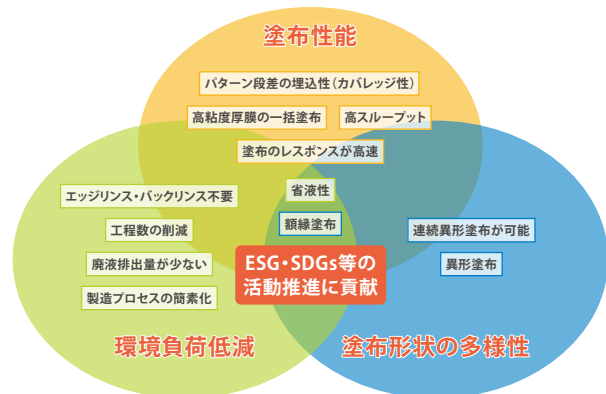 塗布性能
パターン段差の埋込性（カバレッジ性）
高粘度厚膜の一括塗布
高スループット
塗布のレスポンスが高速
省液性
額縁塗布
エッジリンス・バックリンス不要
工程数の削減
廃液排出量が少ない
製造プロセスの簡素化
連続異形塗布が可能
異形塗布
ESG・SDGs等の
活動推進に貢献
環境負荷低減
塗布形状の多様性